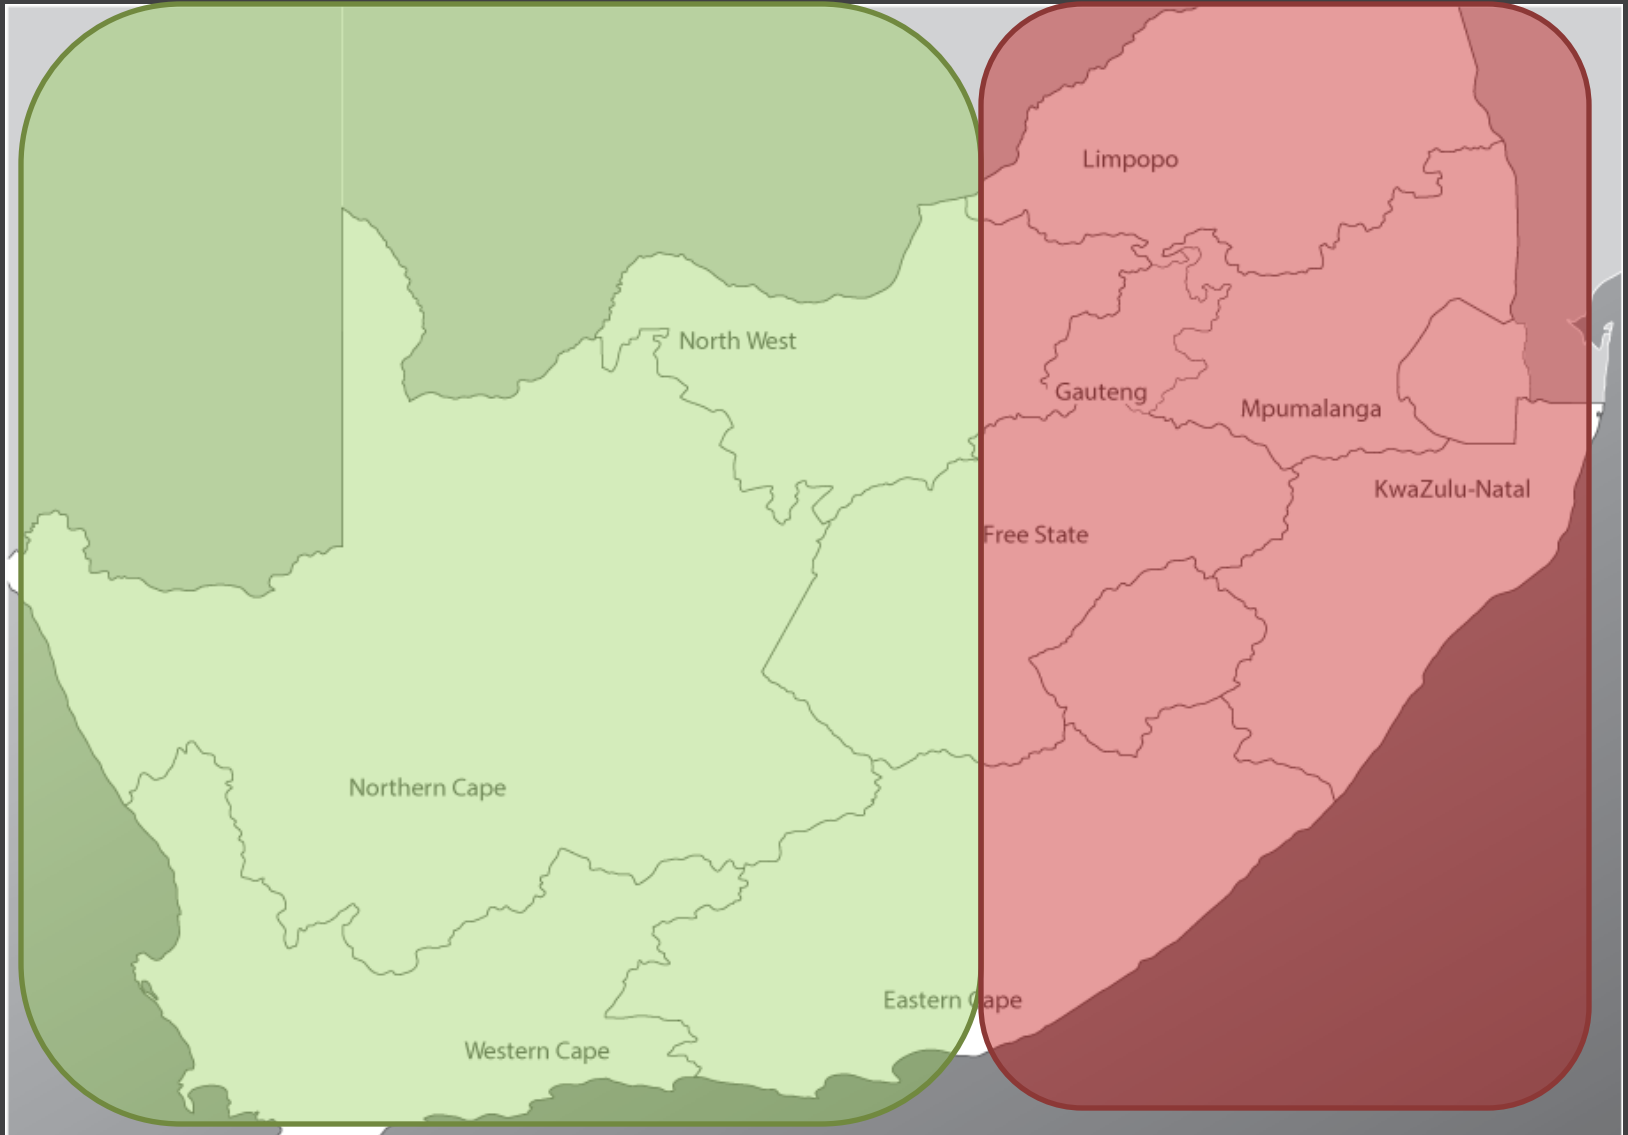 Limpopo
North West
Gauteng
Mpumalanga
KwaZulu-Natal
Free State
Northern Cape
Eastern Cape
Western Cape